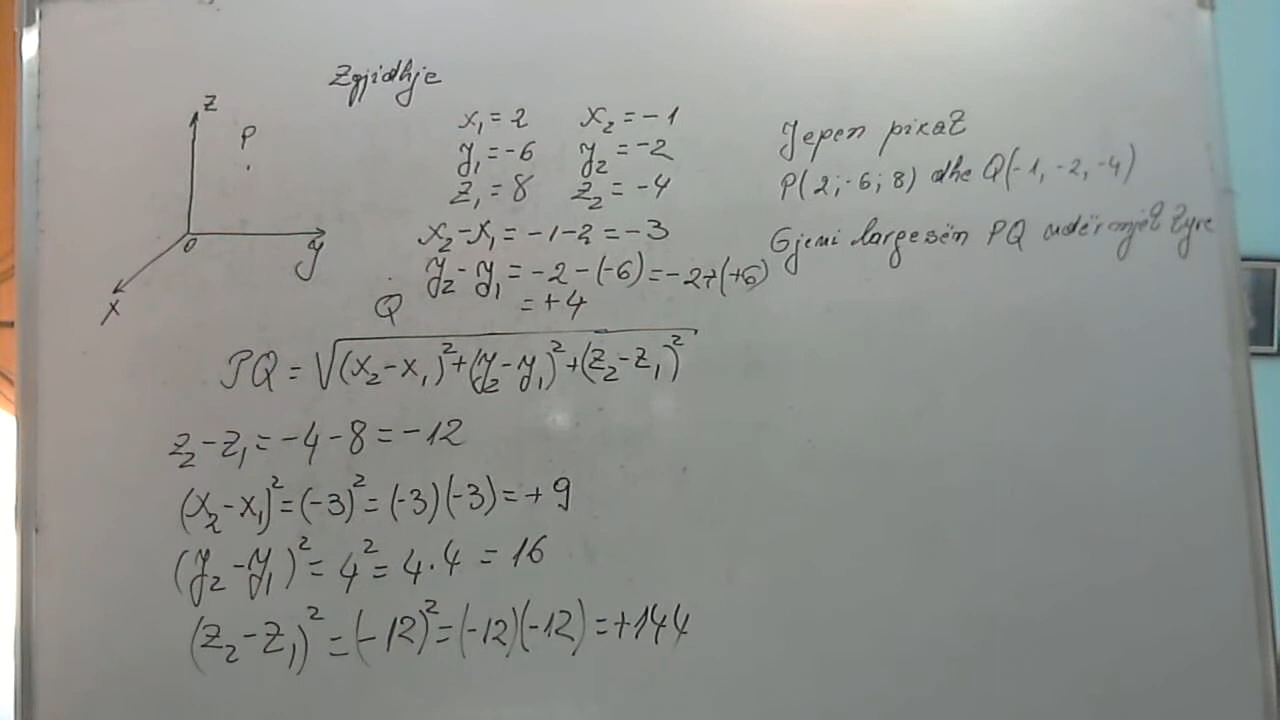 Zgjidhje
z
P
0
y
x
Q
x₁ = 2 x₂ = -1
y₁ = -6 y₂ = -2
z₁ = 8 z₂ = -4
x₂ - x₁ = -1 - 2 = -3
y₂ - y₁ = -2 - (-6) = -2 + (+6)
= +4
Jepen pikat
P(2; -6; 8) dhe Q(-1, -2, -4)
Gjeni largesën PQ ndërmjet tyre
PQ = √((x₂ - x₁)² + (y₂ - y₁)² + (z₂ - z₁)²)
z₂ - z₁ = -4 - 8 = -12
(x₂ - x₁)² = (-3)² = (-3)(-3) = +9
(y₂ - y₁)² = 4² = 4 · 4 = 16
(z₂ - z₁)² = (-12)² = (-12)(-12) = +144